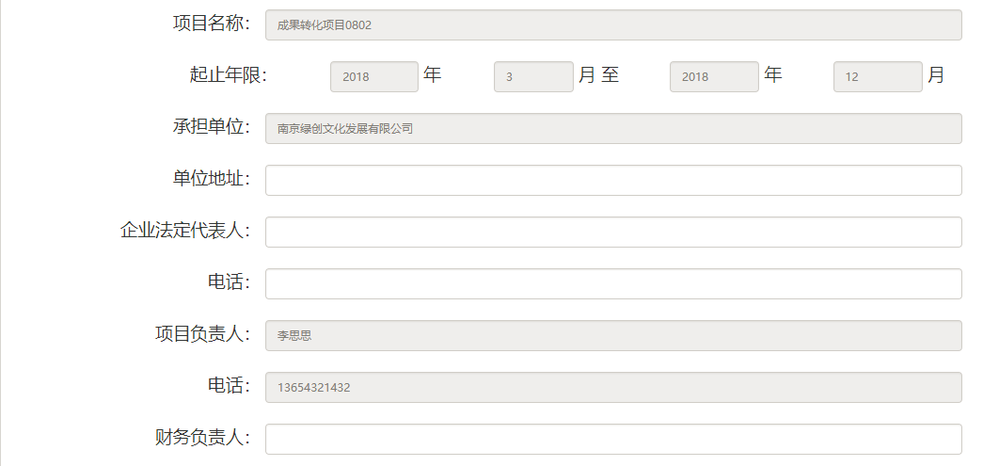 项目名称: 成果转化项目0802
起止年限: 2018 年 3 月 至 2018 年 12 月
承担单位: 南京绿创文化发展有限公司
单位地址:
企业法定代表人:
电话:
项目负责人: 李思思
电话: 13654321432
财务负责人: